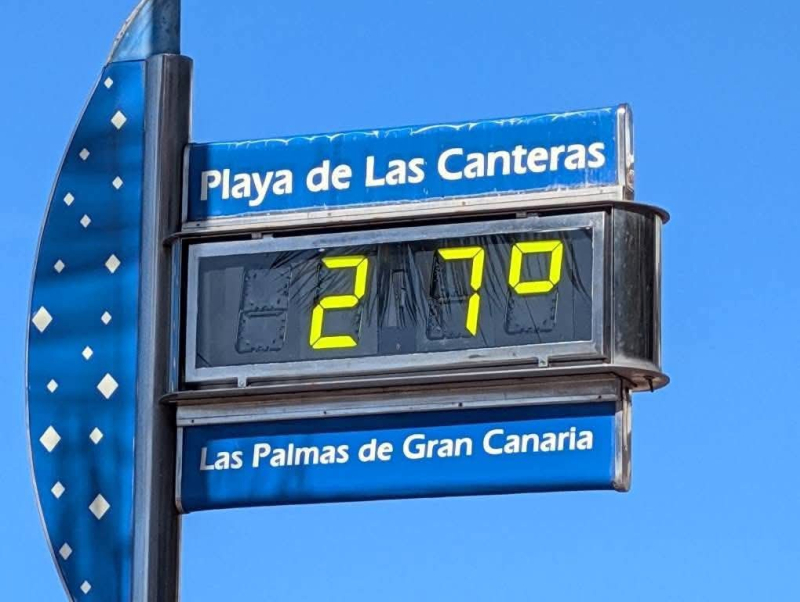 Playa de Las Canteras
27º
Las Palmas de Gran Canaria